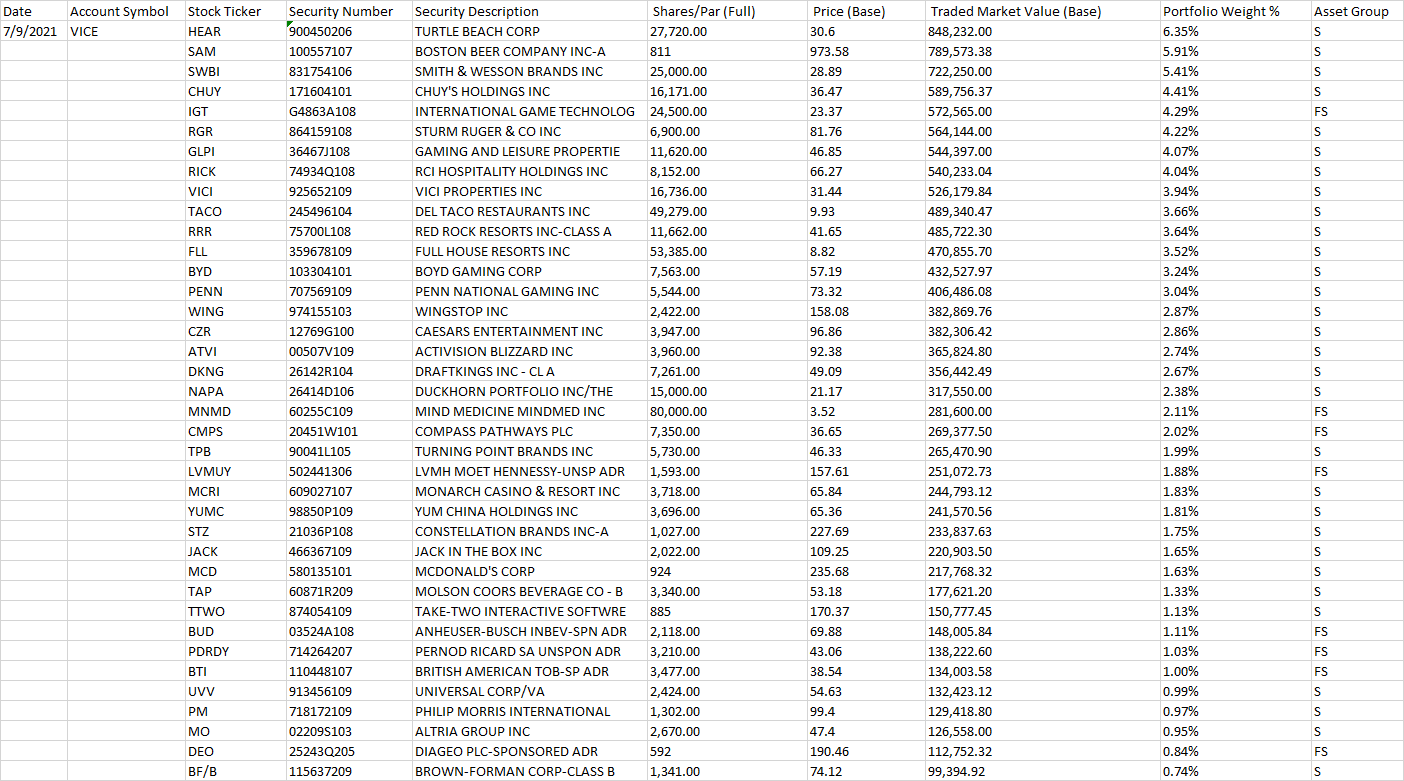 Date Account Symbol Stock Ticker Security Number Security Description Shares/Par (Full) Price (Base) Traded Market Value (Base) Portfolio Weight % Asset Group
7/9/2021 VICE HEAR 900450206 TURTLE BEACH CORP 27,720.00 30.6 848,232.00 6.35% S
SAM 100557107 BOSTON BEER COMPANY INC-A 811 973.58 789,573.38 5.91% S
SWBI 831754106 SMITH & WESSON BRANDS INC 25,000.00 28.89 722,250.00 5.41% S
CHUY 171604101 CHUY'S HOLDINGS INC 16,171.00 36.47 589,756.37 4.41% S
IGT G4863A108 INTERNATIONAL GAME TECHNOLOG 24,500.00 23.37 572,565.00 4.29% FS
RGR 864159108 STURM RUGER & CO INC 6,900.00 81.76 564,144.00 4.22% S
GLPI 36467J108 GAMING AND LEISURE PROPERTIE 11,620.00 46.85 544,397.00 4.07% S
RICK 74934Q108 RCI HOSPITALITY HOLDINGS INC 8,152.00 66.27 540,233.04 4.04% S
VICI 925652109 VICI PROPERTIES INC 16,736.00 31.44 526,179.84 3.94% S
TACO 245496104 DEL TACO RESTAURANTS INC 49,279.00 9.93 489,340.47 3.66% S
RRR 75700L108 RED ROCK RESORTS INC-CLASS A 11,662.00 41.65 485,722.30 3.64% S
FLL 359678109 FULL HOUSE RESORTS INC 53,385.00 8.82 470,855.70 3.52% S
BYD 103304101 BOYD GAMING CORP 7,563.00 57.19 432,527.97 3.24% S
PENN 707569109 PENN NATIONAL GAMING INC 5,544.00 73.32 406,486.08 3.04% S
WING 974155103 WINGSTOP INC 2,422.00 158.08 382,869.76 2.87% S
CZR 12769G100 CAESARS ENTERTAINMENT INC 3,947.00 96.86 382,306.42 2.86% S
ATVI 00507V109 ACTIVISION BLIZZARD INC 3,960.00 92.38 365,824.80 2.74% S
DKNG 26142R104 DRAFTKINGS INC - CL A 7,261.00 49.09 356,442.49 2.67% S
NAPA 26414D106 DUCKHORN PORTFOLIO INC/THE 15,000.00 21.17 317,550.00 2.38% S
MNMD 60255C109 MIND MEDICINE MINDMED INC 80,000.00 3.52 281,600.00 2.11% FS
CMPS 20451W101 COMPASS PATHWAYS PLC 7,350.00 36.65 269,377.50 2.02% FS
TPB 90041L105 TURNING POINT BRANDS INC 5,730.00 46.33 265,470.90 1.99% S
LVMUY 502441306 LVMH MOET HENNESSY-UNSP ADR 1,593.00 157.61 251,072.73 1.88% FS
MCRI 609027107 MONARCH CASINO & RESORT INC 3,718.00 65.84 244,793.12 1.83% S
YUMC 98850P109 YUM CHINA HOLDINGS INC 3,696.00 65.36 241,570.56 1.81% S
STZ 21036P108 CONSTELLATION BRANDS INC-A 1,027.00 227.69 233,837.63 1.75% S
JACK 466367109 JACK IN THE BOX INC 2,022.00 109.25 220,903.50 1.65% S
MCD 580135101 MCDONALD'S CORP 924 235.68 217,768.32 1.63% S
TAP 60871R209 MOLSON COORS BEVERAGE CO - B 3,340.00 53.18 177,621.20 1.33% S
TTWO 874054109 TAKE-TWO INTERACTIVE SOFTWRE 885 170.37 150,777.45 1.13% S
BUD 03524A108 ANHEUSER-BUSCH INBEV-SPN ADR 2,118.00 69.88 148,005.84 1.11% FS
PDRDY 714264207 PERNOD RICARD SA UNSPON ADR 3,210.00 43.06 138,222.60 1.03% FS
BTI 110448107 BRITISH AMERICAN TOB-SP ADR 3,477.00 38.54 134,003.58 1.00% FS
UVV 913456109 UNIVERSAL CORP/VA 2,424.00 54.63 132,423.12 0.99% S
PM 718172109 PHILIP MORRIS INTERNATIONAL 1,302.00 99.4 129,418.80 0.97% S
MO 02209S103 ALTRIA GROUP INC 2,670.00 47.4 126,558.00 0.95% S
DEO 25243Q205 DIAGEO PLC-SPONSORED ADR 592 190.46 112,752.32 0.84% FS
BF/B 115637209 BROWN-FORMAN CORP-CLASS B 1,341.00 74.12 99,394.92 0.74% S